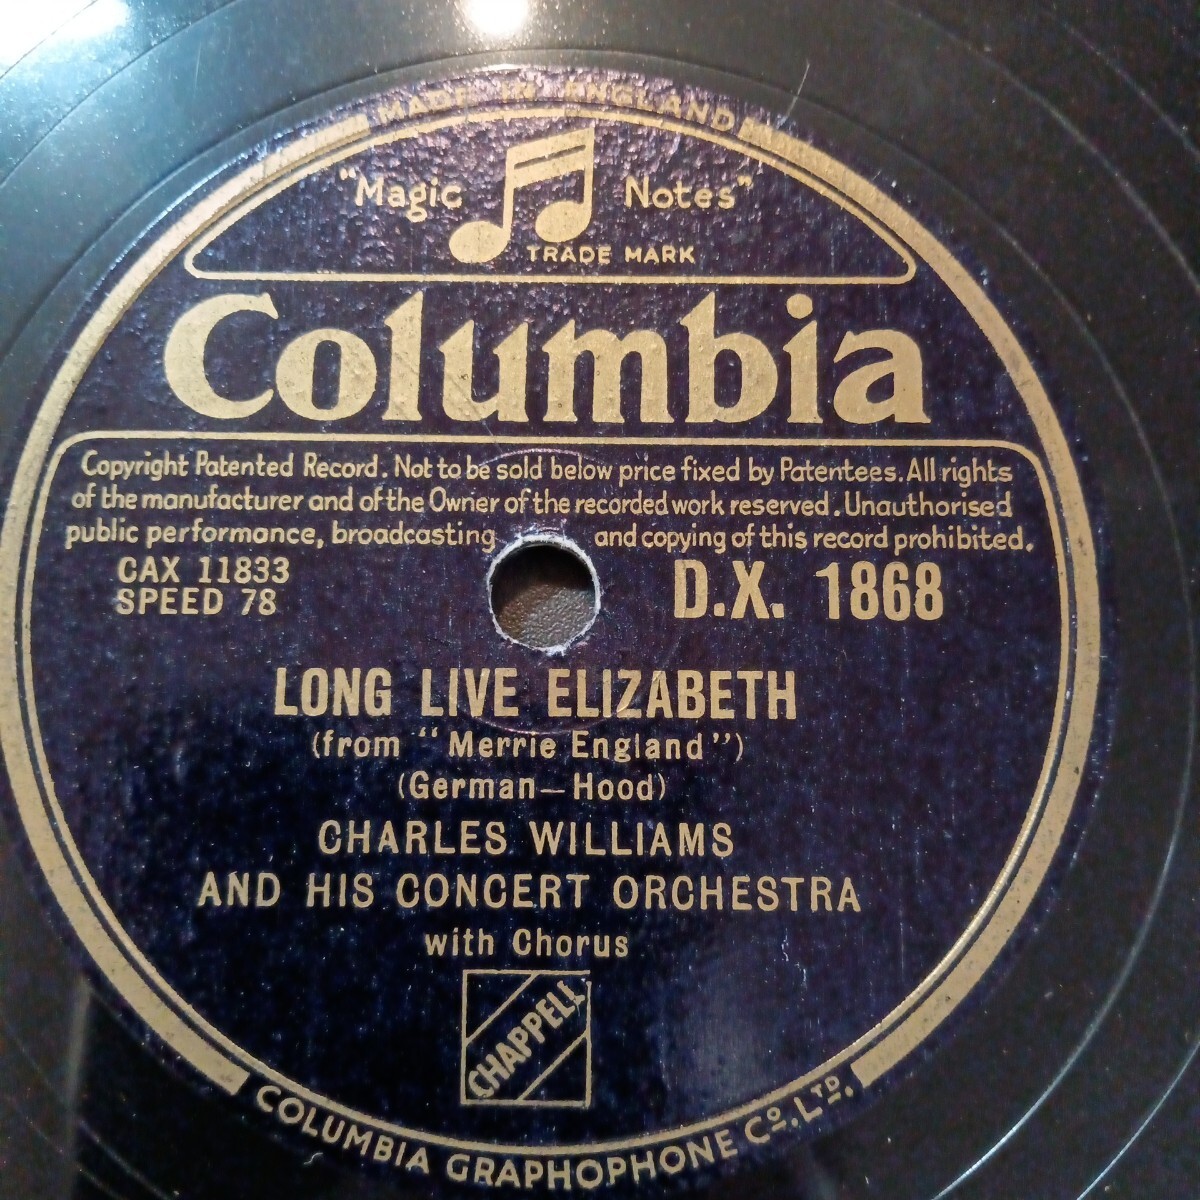 MADE IN ENGLAND
"Magic Notes"
TRADE MARK
Columbia
Copyright Patented Record. Not to be sold below price fixed by Patentees. All rights
of the manufacturer and of the Owner of the recorded work reserved. Unauthorised
public performance, broadcasting and copying of this record prohibited.
CAX 11833
SPEED 78
D.X. 1868
LONG LIVE ELIZABETH
(from "Merrie England")
(German—Hood)
CHARLES WILLIAMS
AND HIS CONCERT ORCHESTRA
with Chorus
CHAPPELL
COLUMBIA GRAPHOPHONE CO. LTD.